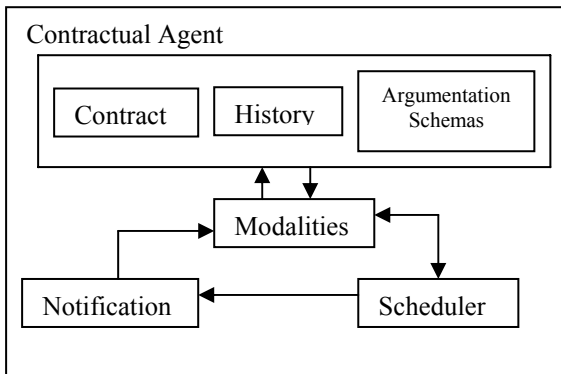 Contractual Agent
Contract
History
Argumentation
Schemas
Modalities
Notification
Scheduler